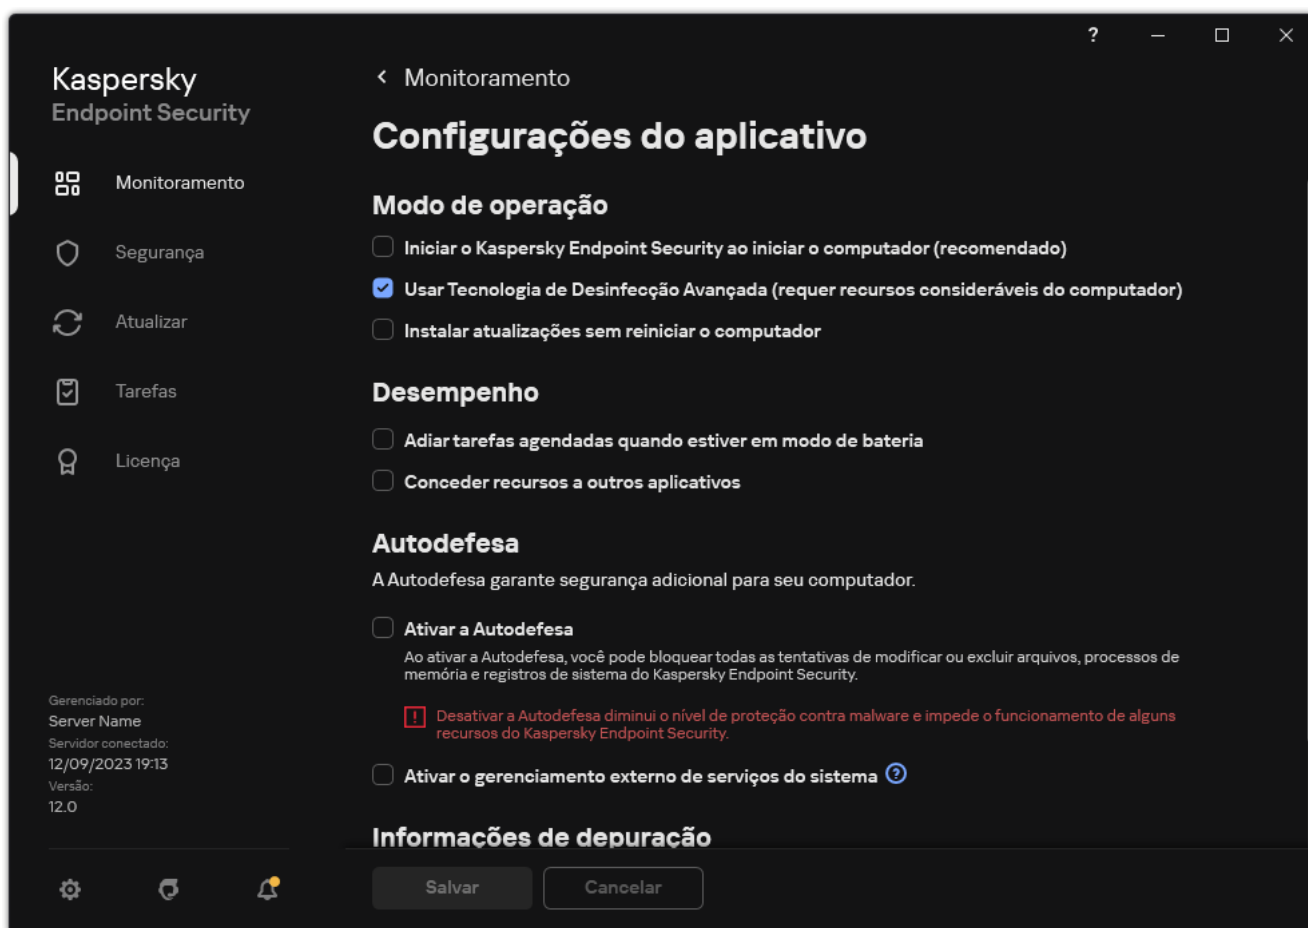 ?
Kaspersky
Endpoint Security
Monitoramento
Segurança
Atualizar
Tarefas
Licença
Gerenciado por:
Server Name
Servidor conectado:
12/09/2023 19:13
Versão:
12.0
Monitoramento
Configurações do aplicativo
Modo de operação
Iniciar o Kaspersky Endpoint Security ao iniciar o computador (recomendado)
Usar Tecnologia de Desinfecção Avançada (requer recursos consideráveis do computador)
Instalar atualizações sem reiniciar o computador
Desempenho
Adiar tarefas agendadas quando estiver em modo de bateria
Conceder recursos a outros aplicativos
Autodefesa
A Autodefesa garante segurança adicional para seu computador.
Ativar a Autodefesa
Ao ativar a Autodefesa, você pode bloquear todas as tentativas de modificar ou excluir arquivos, processos de
memória e registros de sistema do Kaspersky Endpoint Security.
! Desativar a Autodefesa diminui o nível de proteção contra malware e impede o funcionamento de alguns
recursos do Kaspersky Endpoint Security.
Ativar o gerenciamento externo de serviços do sistema ?
Informações de depuração
Salvar
Cancelar